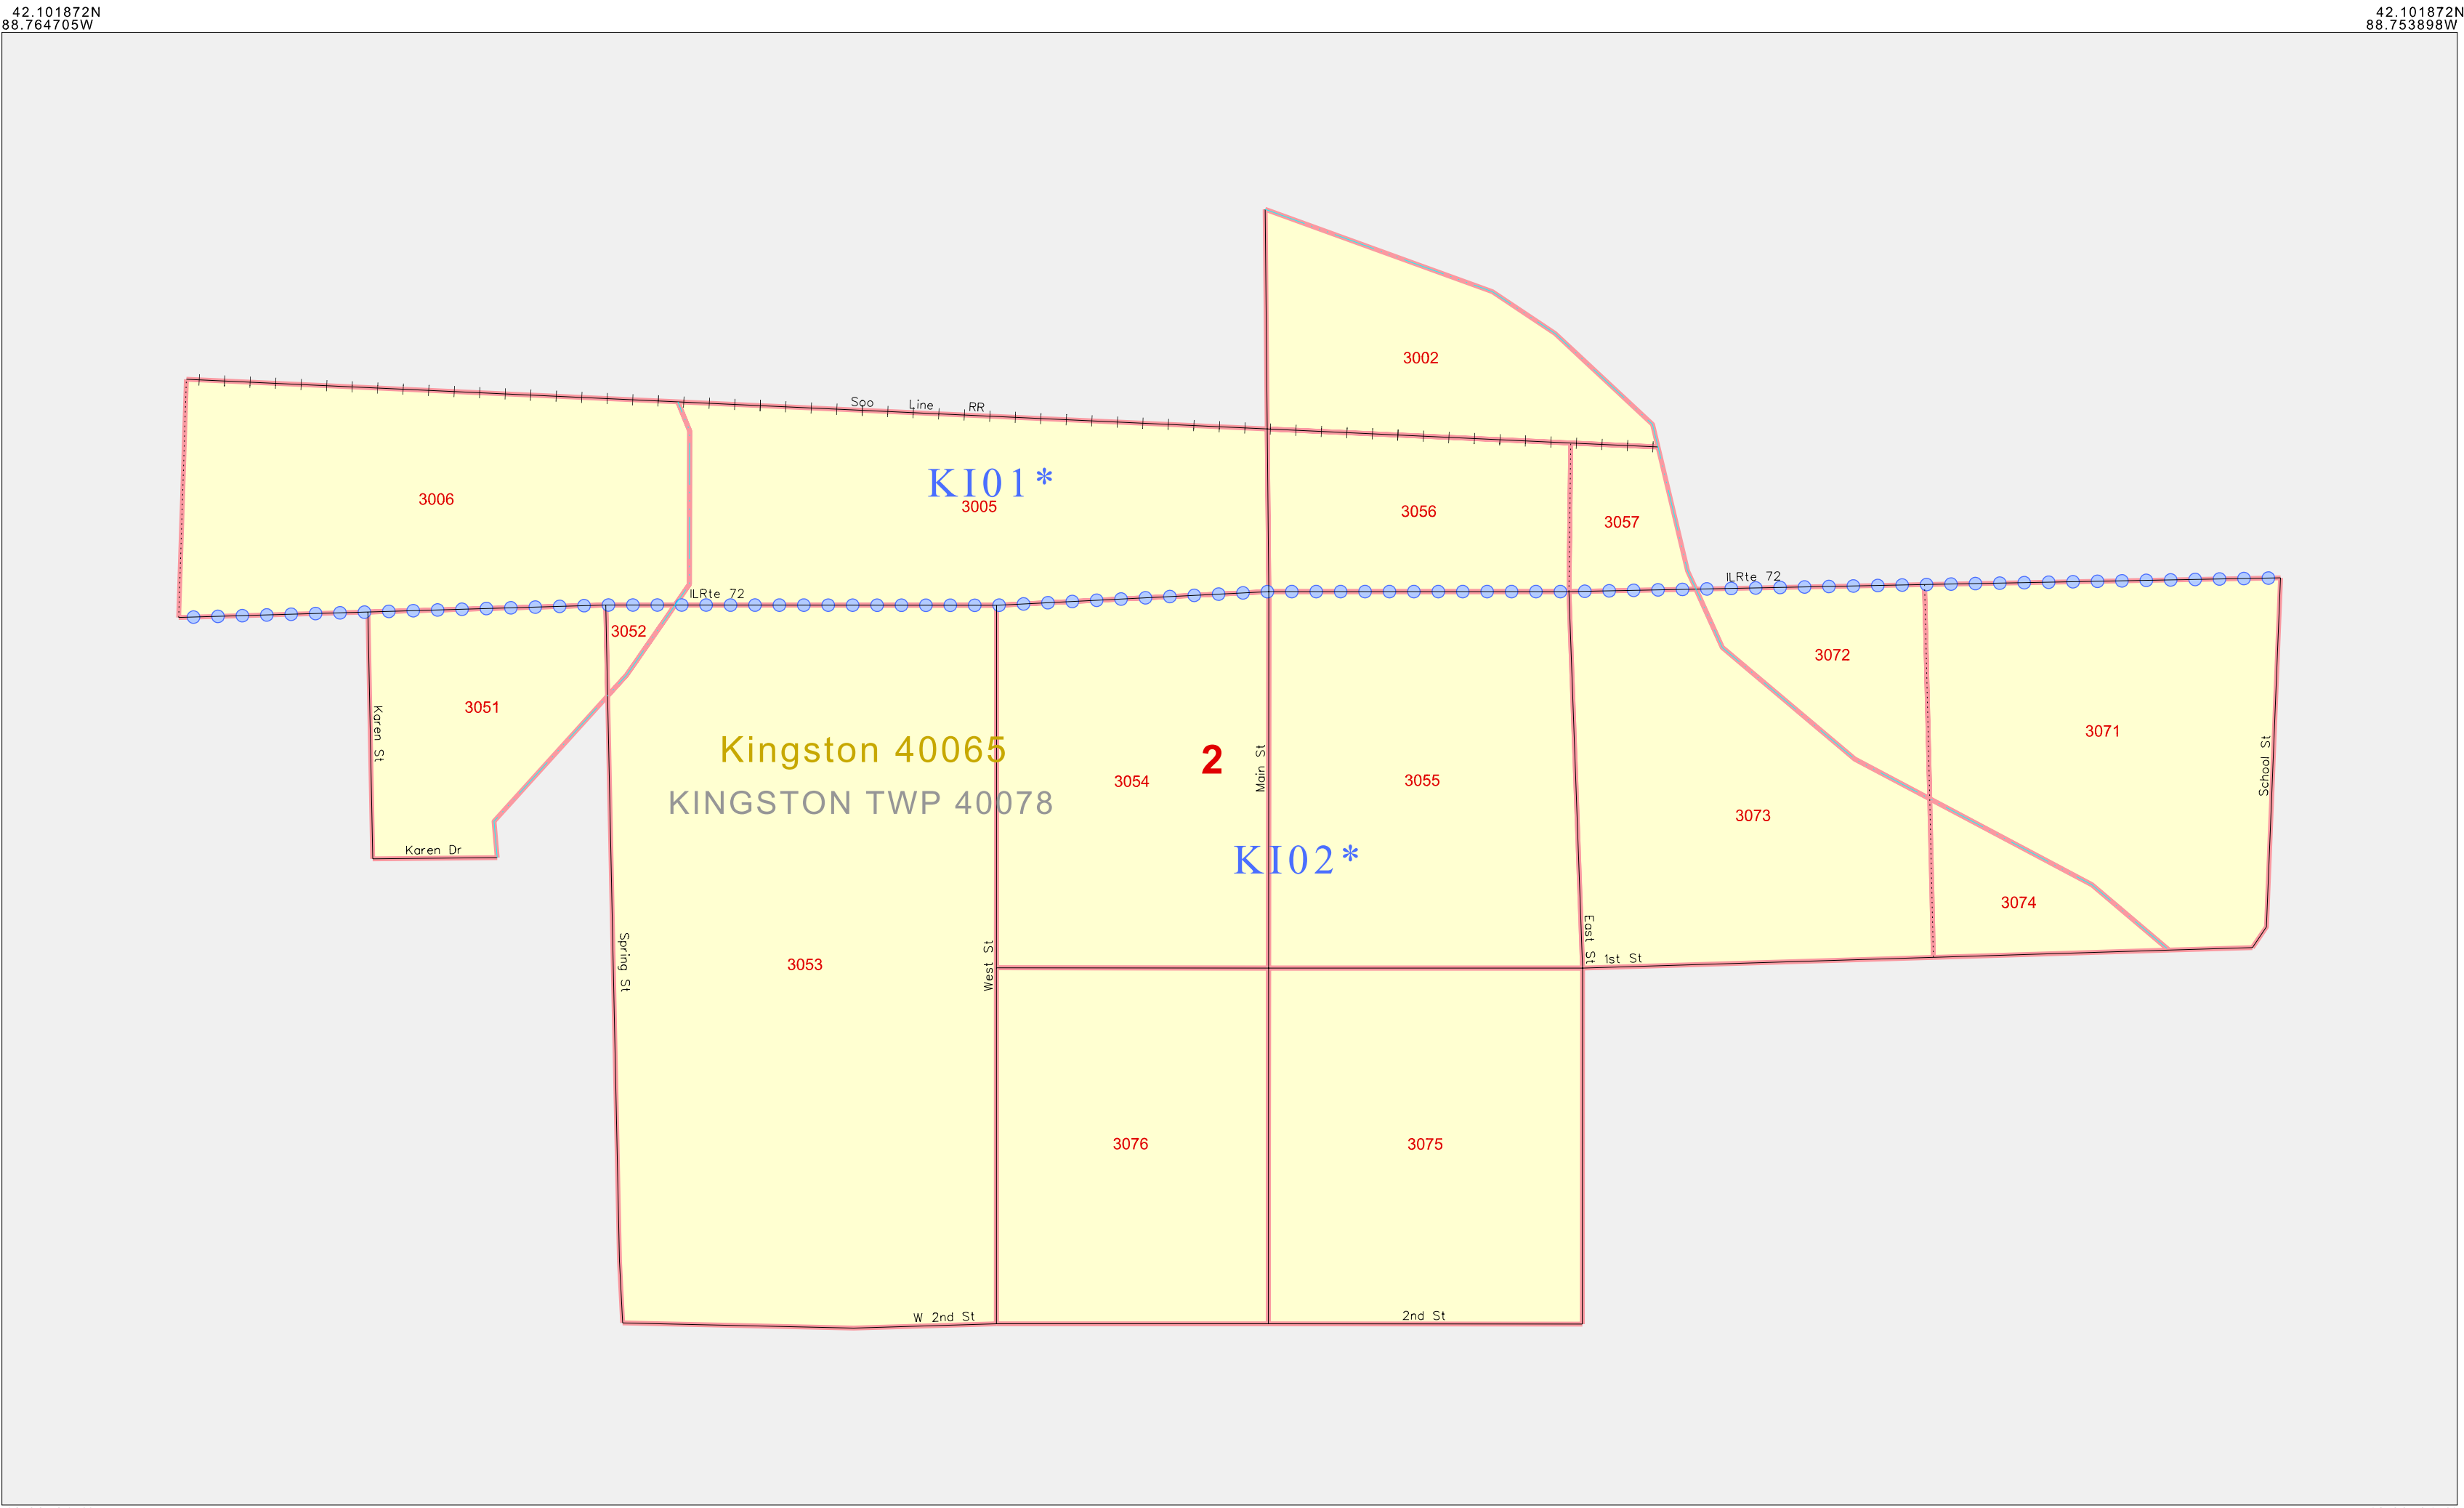 42.101872N
88.764705W
42.101872N
88.753898W
3002
Soo Line RR
KI01*
3006
3005
3056
3057
ILRte 72
ILRte 72
3052
3072
3051
Karen St
Kingston 40065
2
Main St
3071
School St
3054
3055
KINGSTON TWP 40078
3073
Karen Dr
KI02*
3074
Spring St
3053
West St
East St
1st St
3076
3075
W 2nd St
2nd St